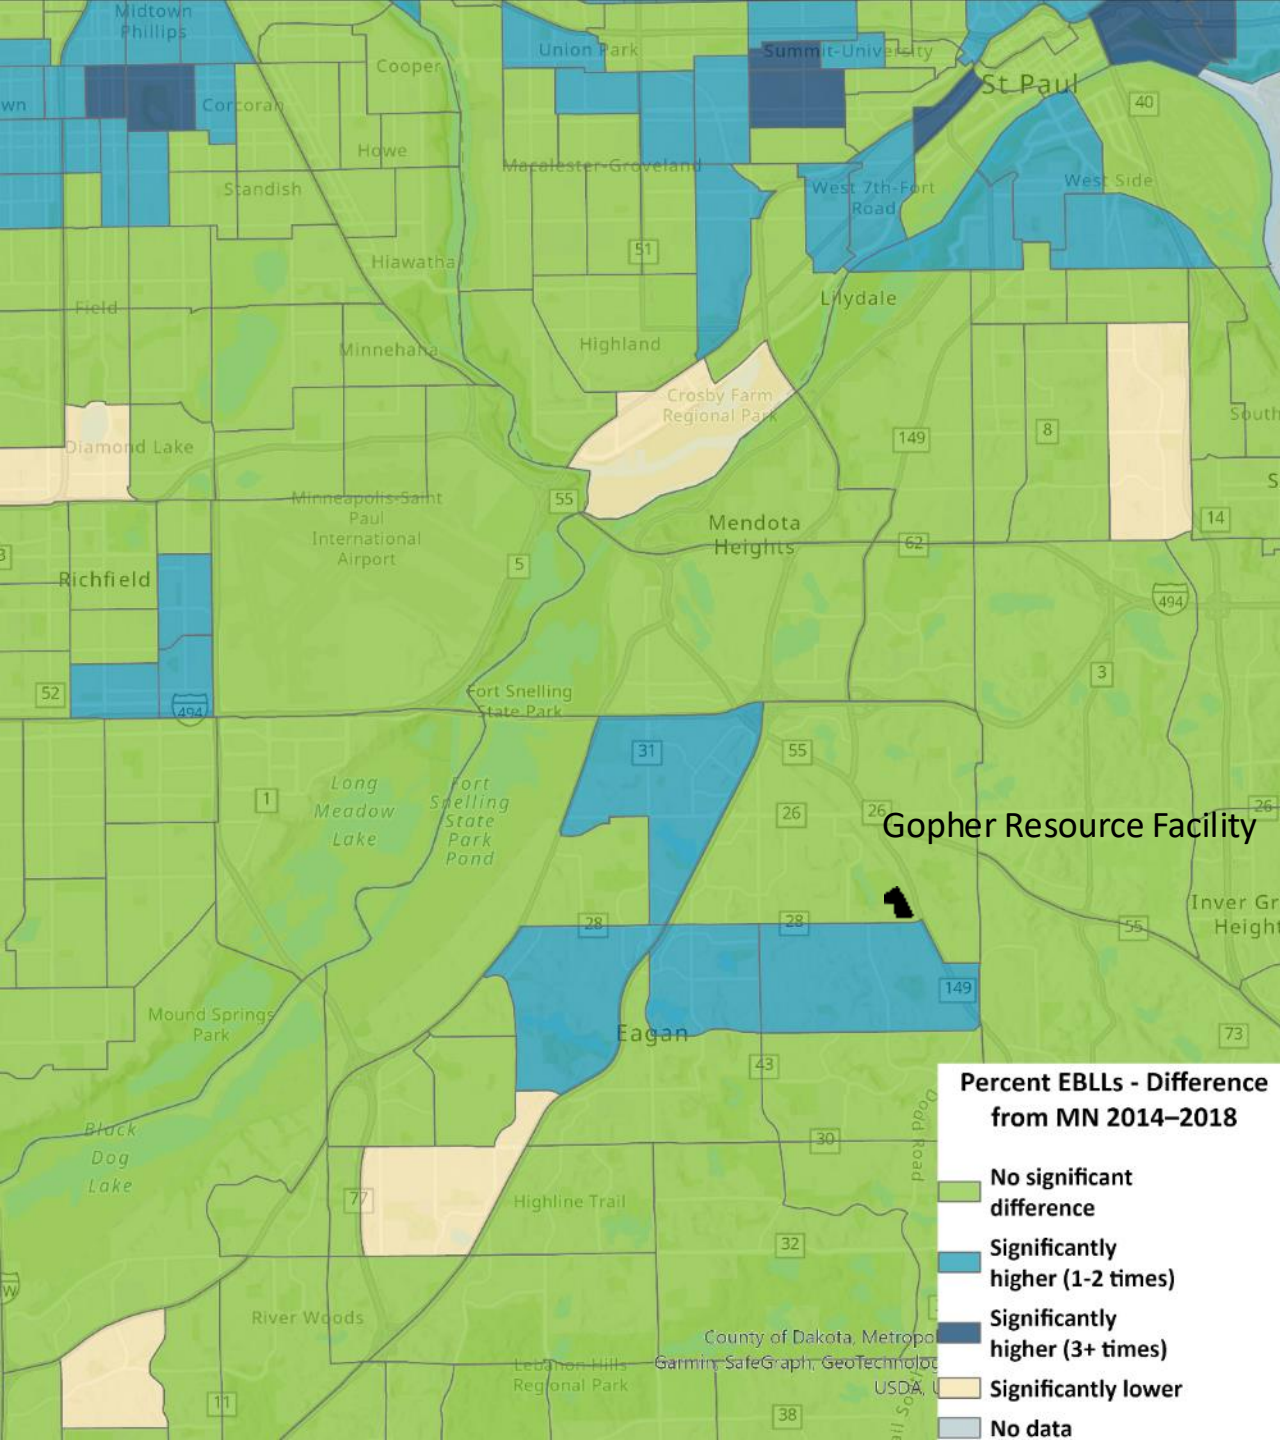 Midtown
Phillips
Cooper
Union Park
Summit-University
St Paul
40
wn
Corcoran
Howe
Standish
Macalester-Groveland
West 7th-Fort
Road
West Side
51
Hiawatha
Lilydale
Field
Minnehaha
Highland
Crosby Farm
Regional Park
South
Diamond Lake
149
8
S
Minneapolis-Saint
Paul
International
Airport
55
Mendota
Heights
14
62
3
5
Richfield
494
52
494
Fort Snelling
State Park
3
31
55
Long
Meadow
Lake
Fort
Snelling
State
Park
Pond
1
26
26
26
Gopher Resource Facility
Inver Gr
Height
28
28
55
149
Mound Springs
Park
Eagan
73
43
Black
Dog
Lake
30
Dodd Road
77
Highline Trail
32
W
River Woods
Lebanon Hills
Regional Park
11
38
County of Dakota, Metropo
Garmin, SafeGraph, GeoTechnolog
USDA, U
Percent EBLLs - Difference
from MN 2014–2018
No significant
difference
Significantly
higher (1-2 times)
Significantly
higher (3+ times)
Significantly lower
No data